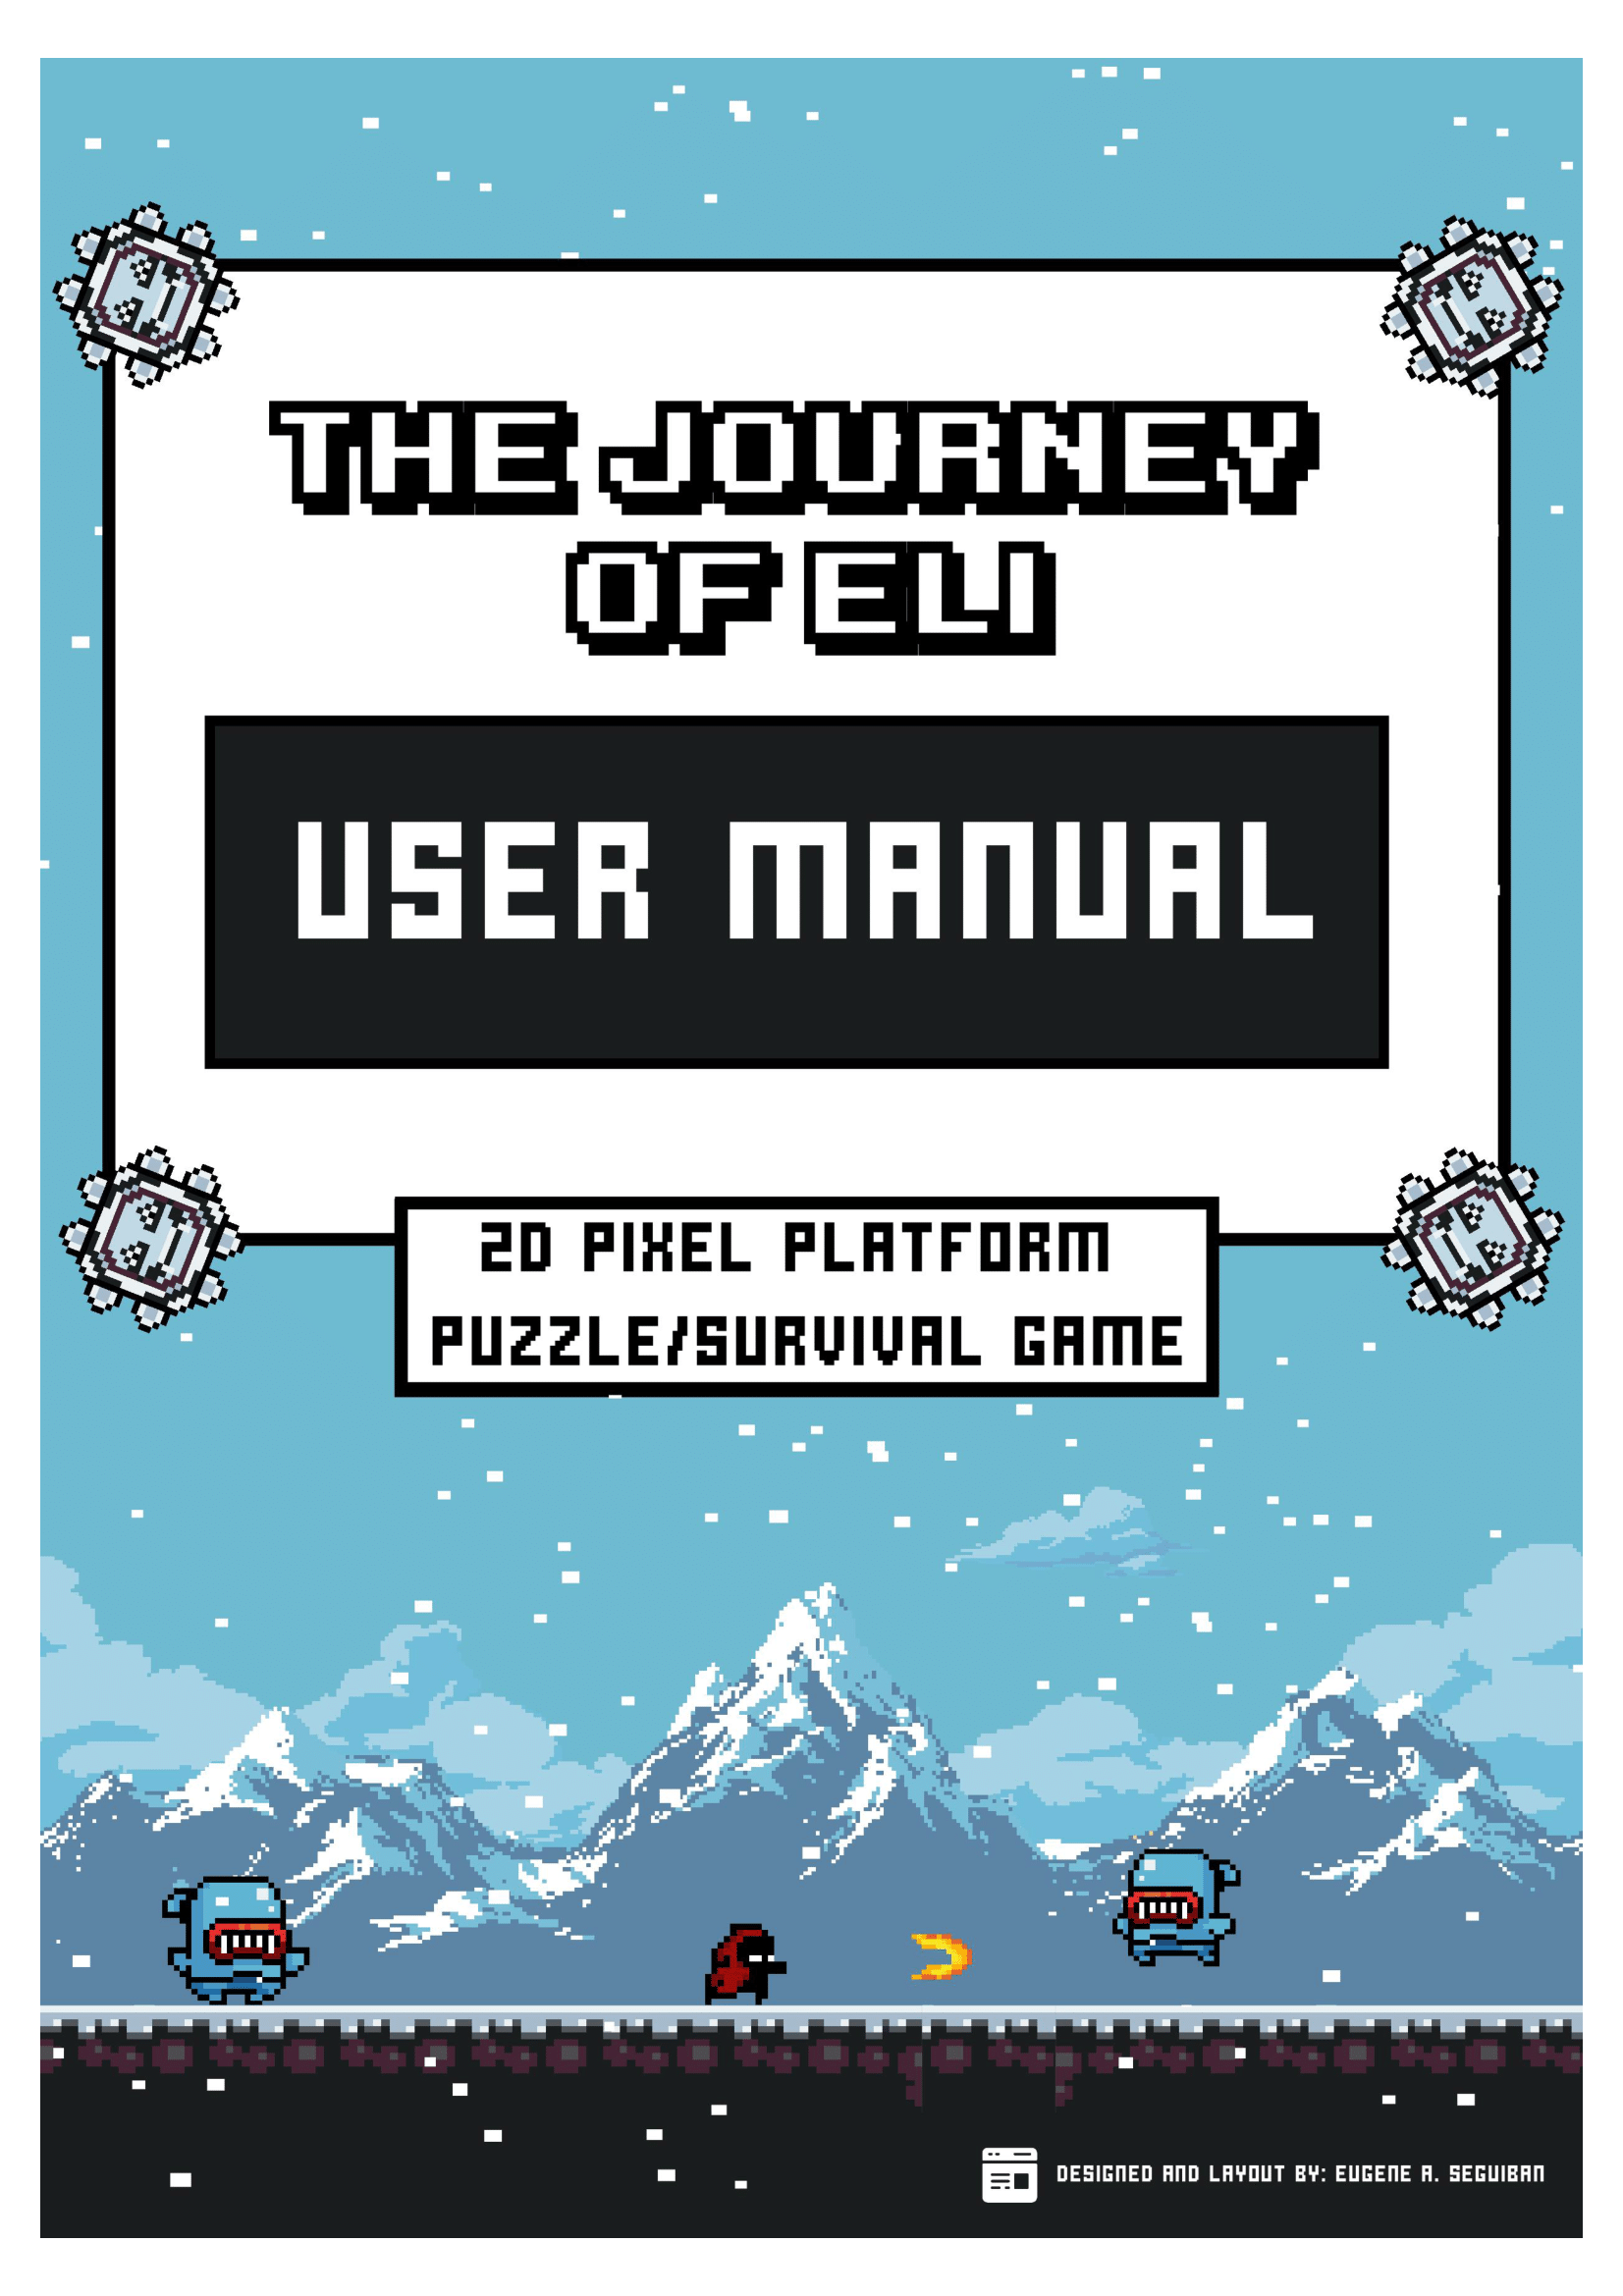 THE JOURNEY
OF ELI
USER MANUAL
2D PIXEL PLATFORM
PUZZLE/SURVIVAL GAME
DESIGNED AND LAYOUT BY: EUGENE A. SEGUIBAN